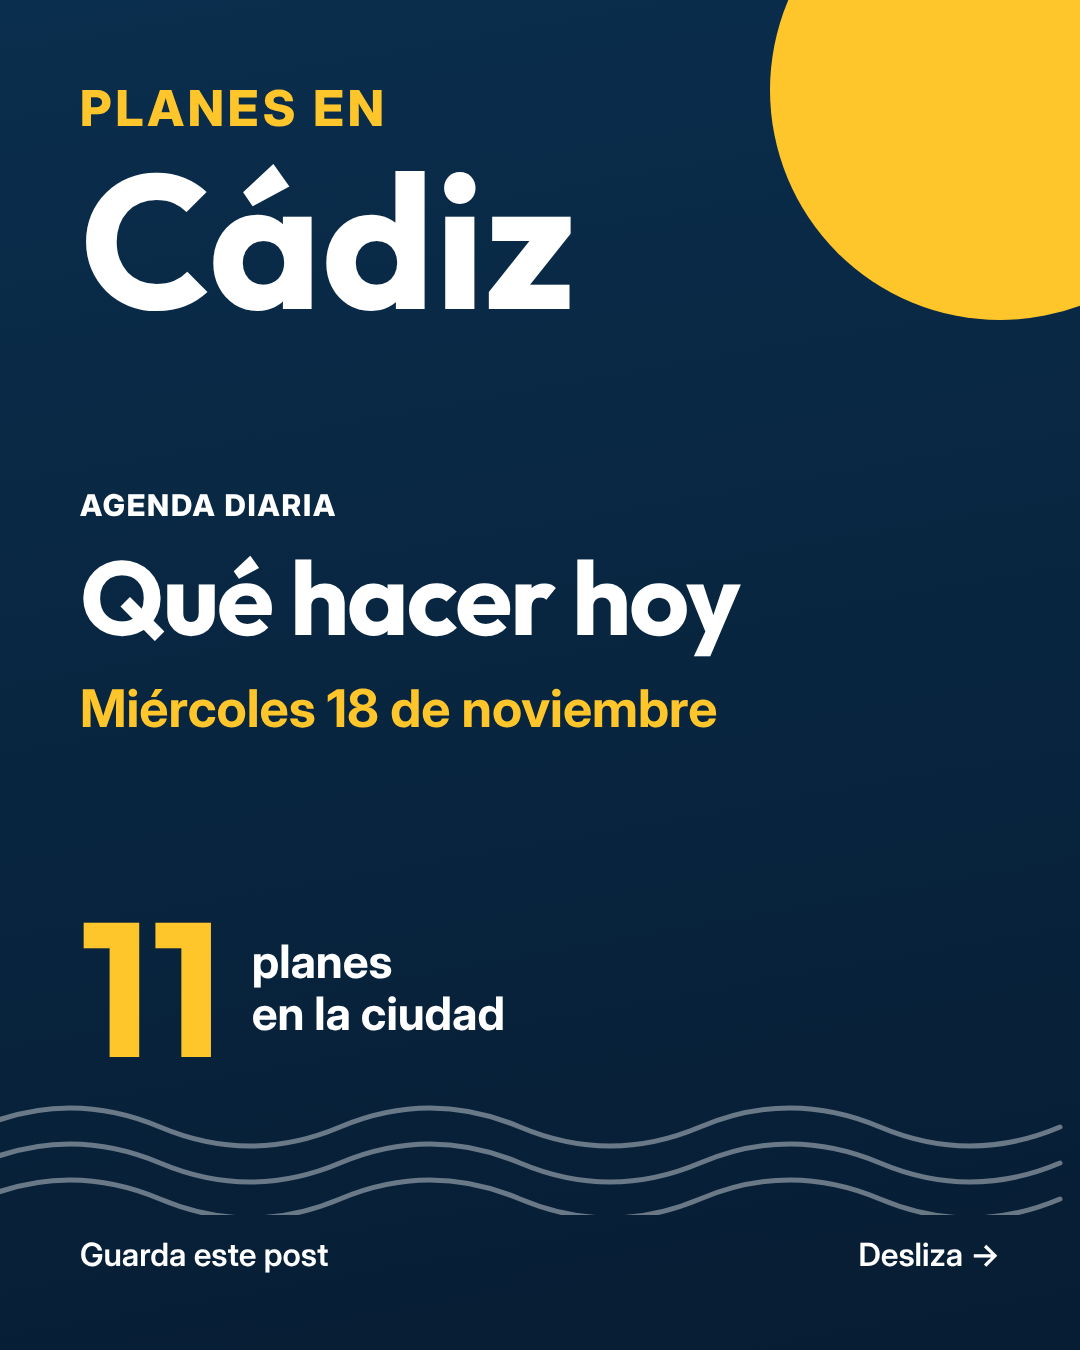 PLANES EN
Cádiz
AGENDA DIARIA
Qué hacer hoy
Miércoles 18 de noviembre
11
planes
en la ciudad
Guarda este post
Desliza →